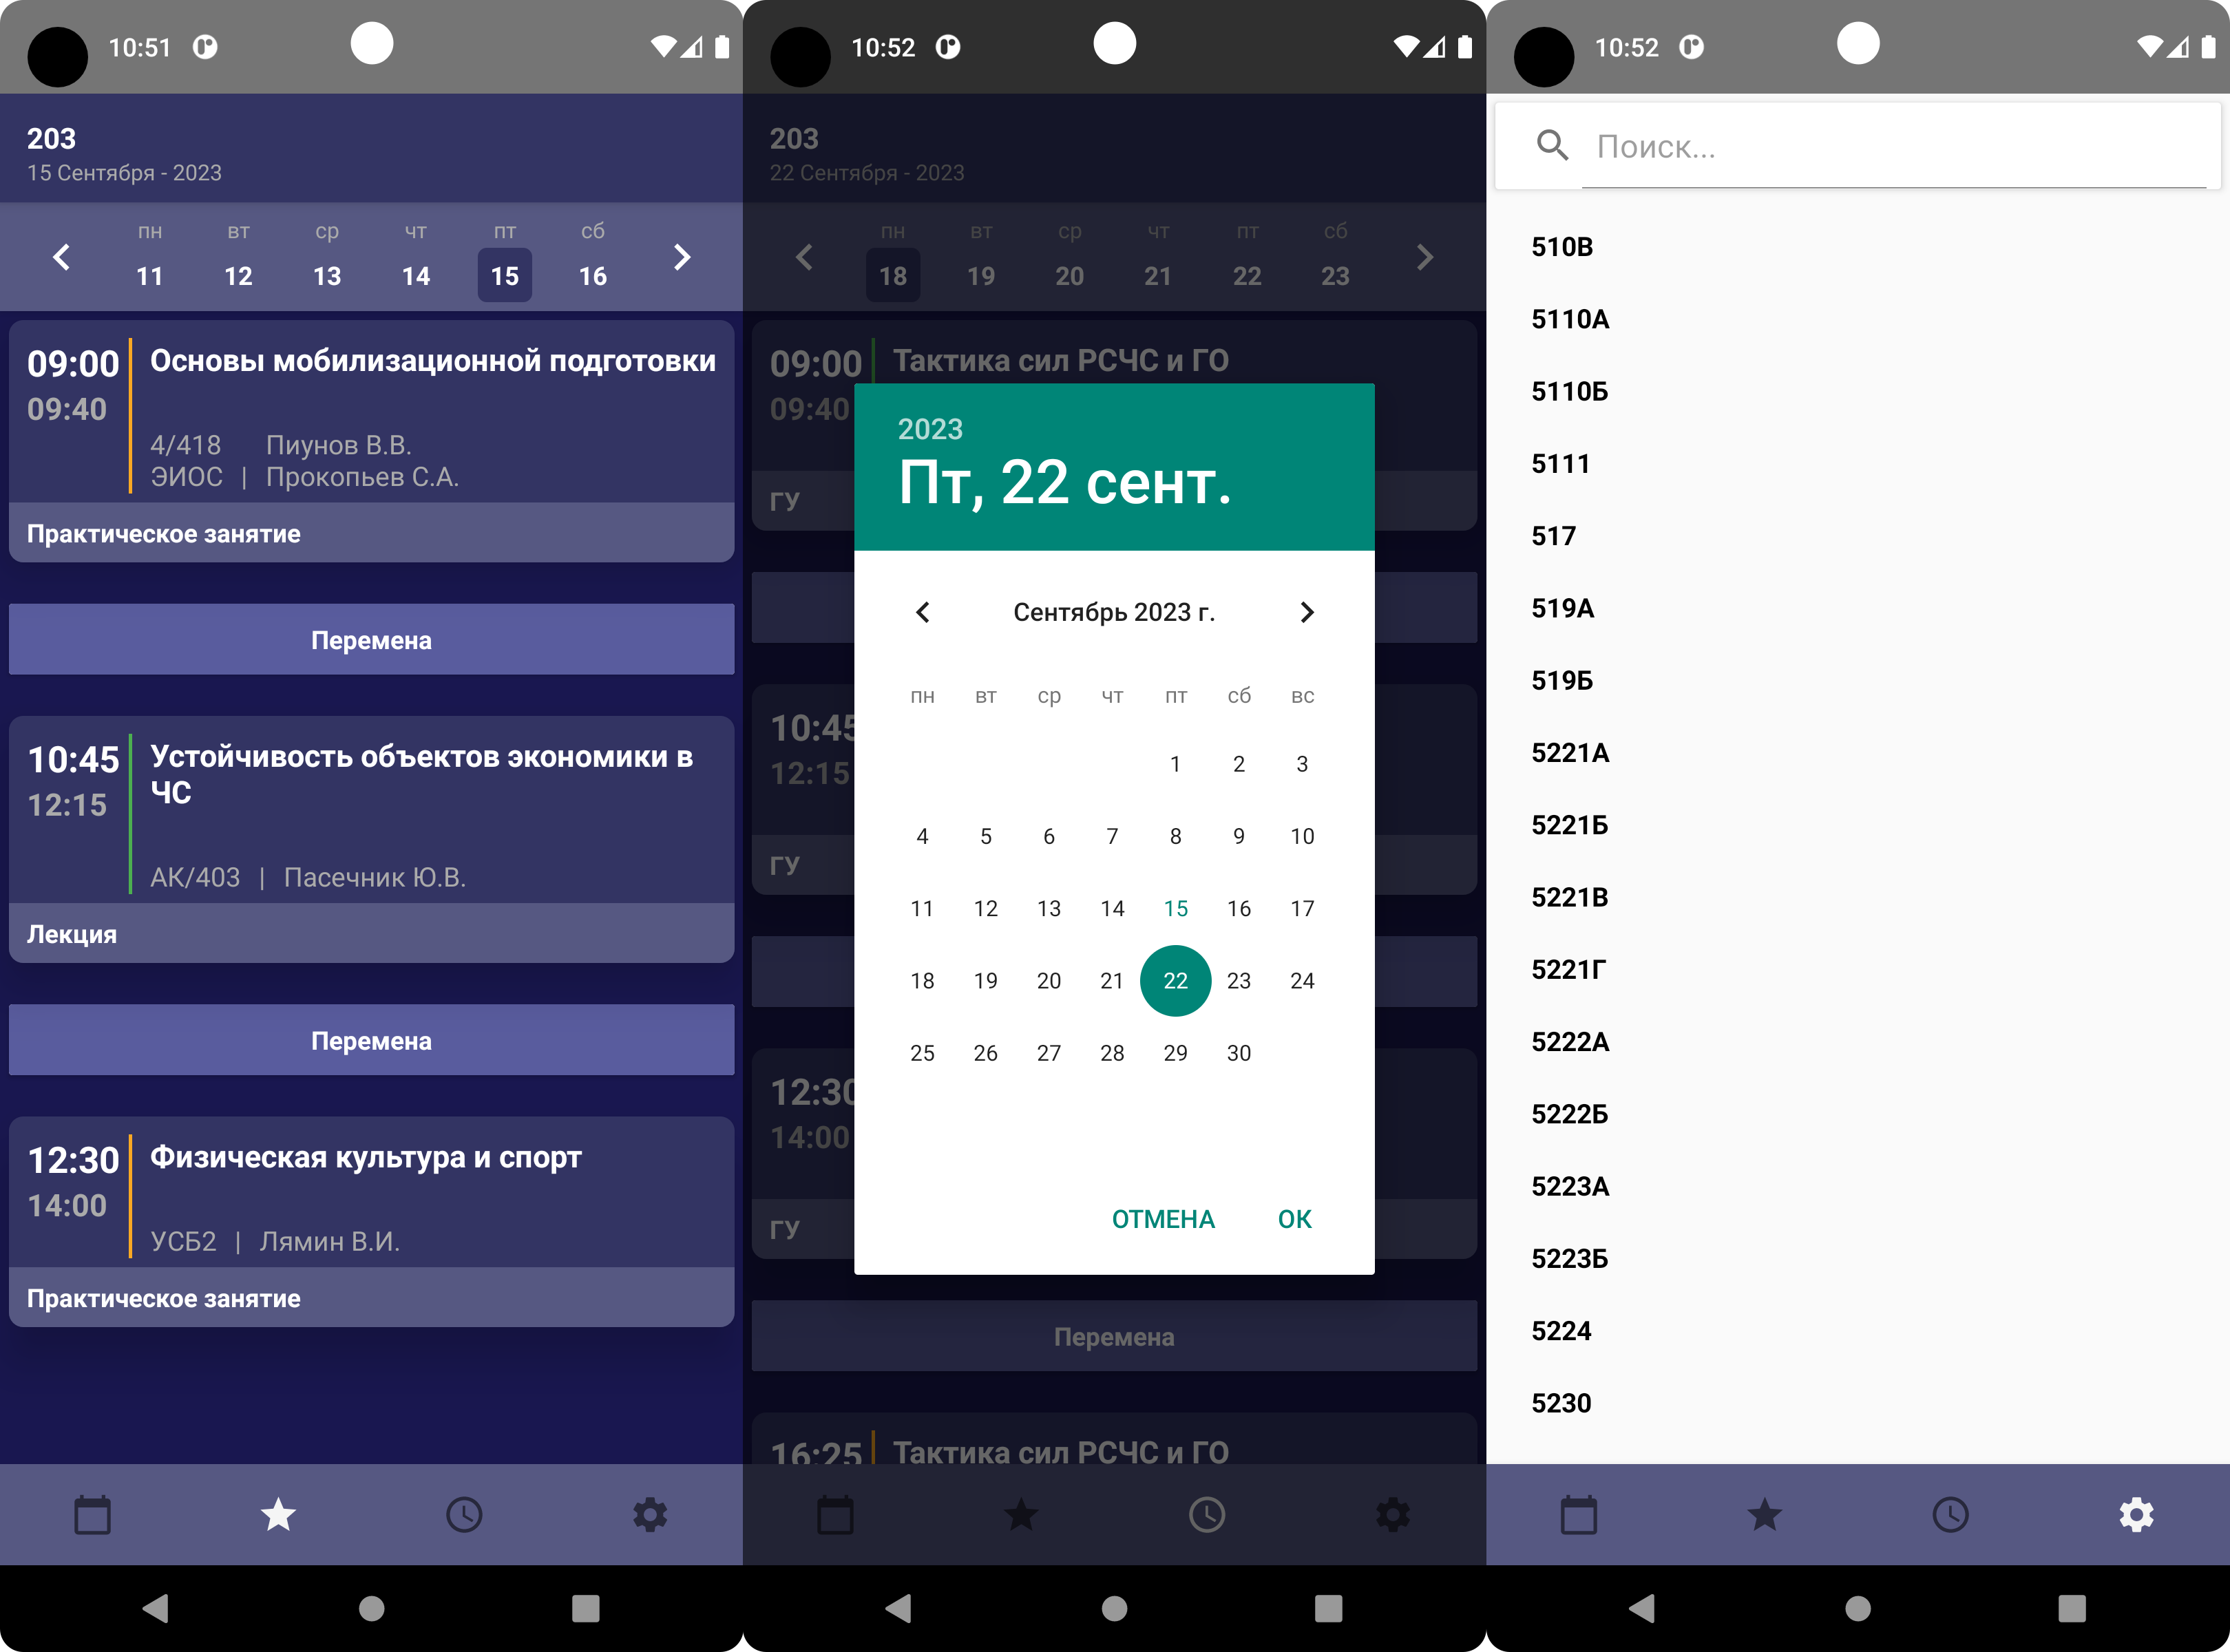 10:51
203
15 Сентября - 2023
пн вт ср чт пт сб
11 12 13 14 15 16
09:00 Основы мобилизационной подготовки
09:40
4/418 Пиунов В.В.
ЭИОС | Прокопьев С.А.
Практическое занятие
Перемена
10:45 Устойчивость объектов экономики в
12:15 ЧС
АК/403 | Пасечник Ю.В.
Лекция
Перемена
12:30 Физическая культура и спорт
14:00
УСБ2 | Лямин В.И.
Практическое занятие
10:52
203
22 Сентября - 2023
пн вт ср чт пт сб
18 19 20 21 22 23
09:00 Тактика сил РСЧС и ГО
09:40
ГУ
10:45
12:15
ГУ
12:30
14:00
ГУ
Перемена
16:25 Тактика сил РСЧС и ГО
2023
Пт, 22 сент.
Сентябрь 2023 г.
пн вт ср чт пт сб вс
1 2 3
4 5 6 7 8 9 10
11 12 13 14 15 16 17
18 19 20 21 22 23 24
25 26 27 28 29 30
ОТМЕНА ОК
10:52
Поиск...
510В
5110А
5110Б
5111
517
519А
519Б
5221А
5221Б
5221В
5221Г
5222А
5222Б
5223А
5223Б
5224
5230